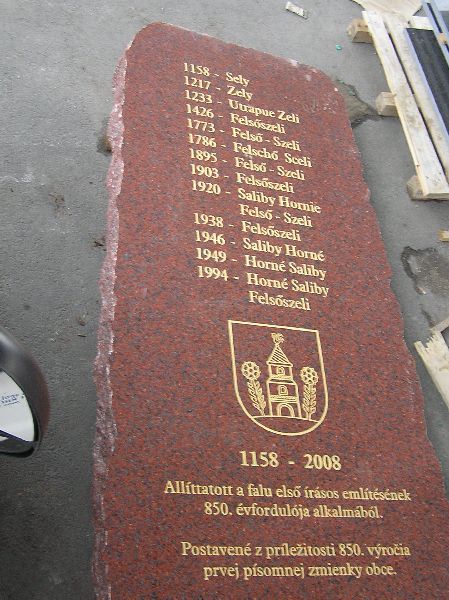 1158 - Sely
1217 - Zely
1233 - Utrapue Zeli
1426 - Felsőszeli
1773 - Felső - Szeli
1786 - Felschő Sceli
1895 - Felső - Szeli
1903 - Felsőszeli
1920 - Saliby Hornie
Felső - Szeli
1938 - Felsőszeli
1946 - Saliby Horné
1949 - Horné Saliby
1994 - Horné Saliby
Felsőszeli
1158 - 2008
Állíttatott a falu első írásos említésének
850. évfordulója alkalmából.
Postavené z príležitosti 850. výročia
prvej písomnej zmienky obce.